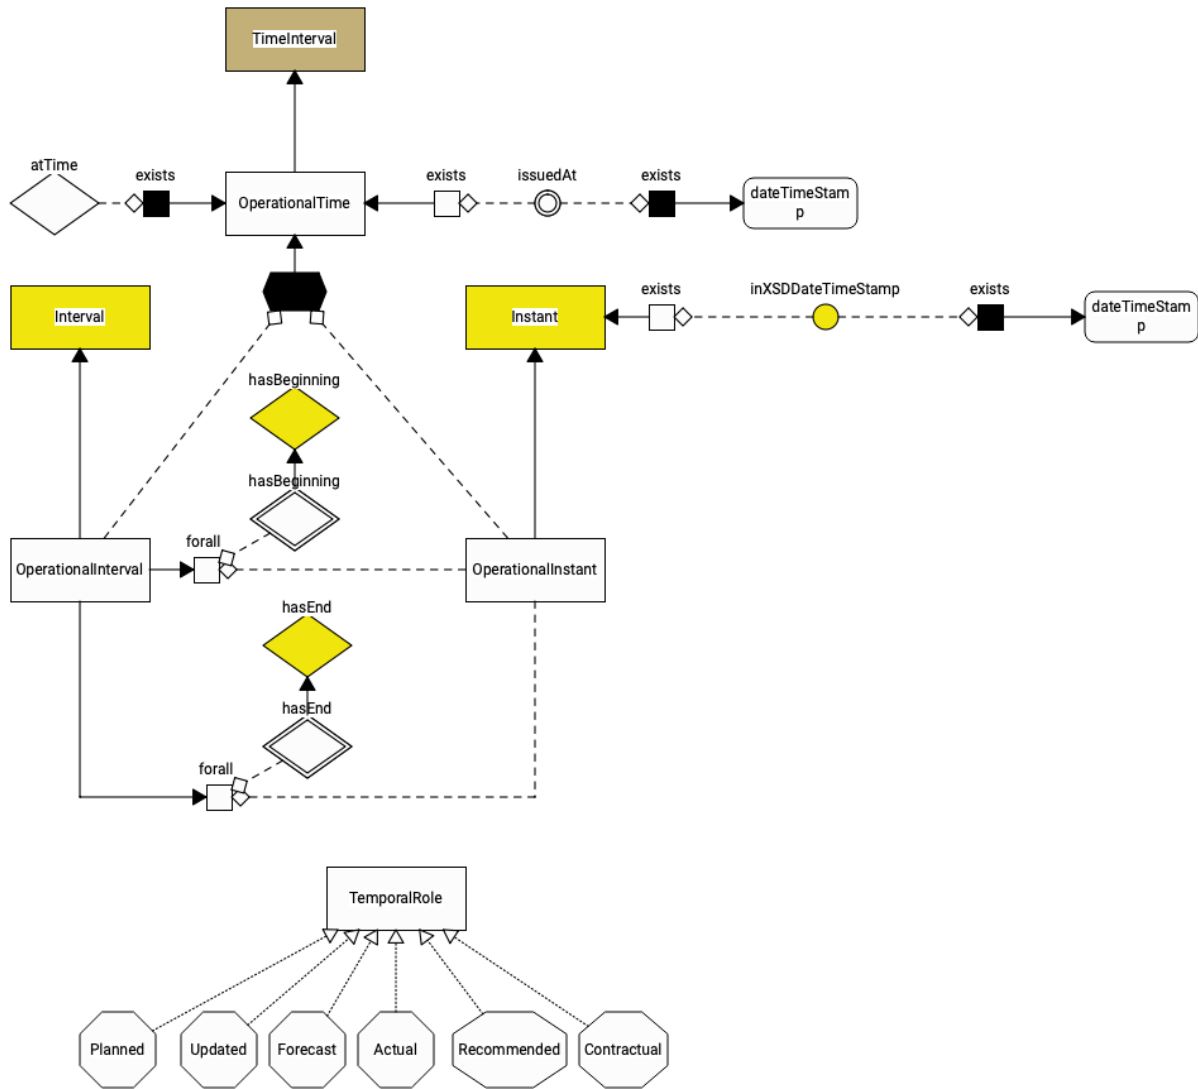 TimeInterval
atTime
exists
OperationalTime
exists
issuedAt
exists
dateTimeStam
p
Interval
Instant
exists
inXSDDateTimeStamp
exists
dateTimeStam
p
hasBeginning
hasBeginning
OperationalInterval
forall
OperationalInstant
hasEnd
hasEnd
forall
TemporalRole
Planned
Updated
Forecast
Actual
Recommended
Contractual